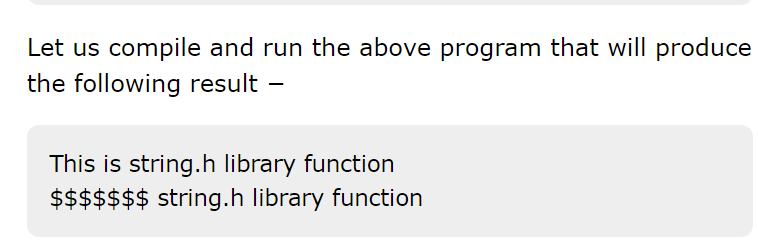 Let us compile and run the above program that will produce
the following result −
This is string.h library function
$$$$$$$ string.h library function